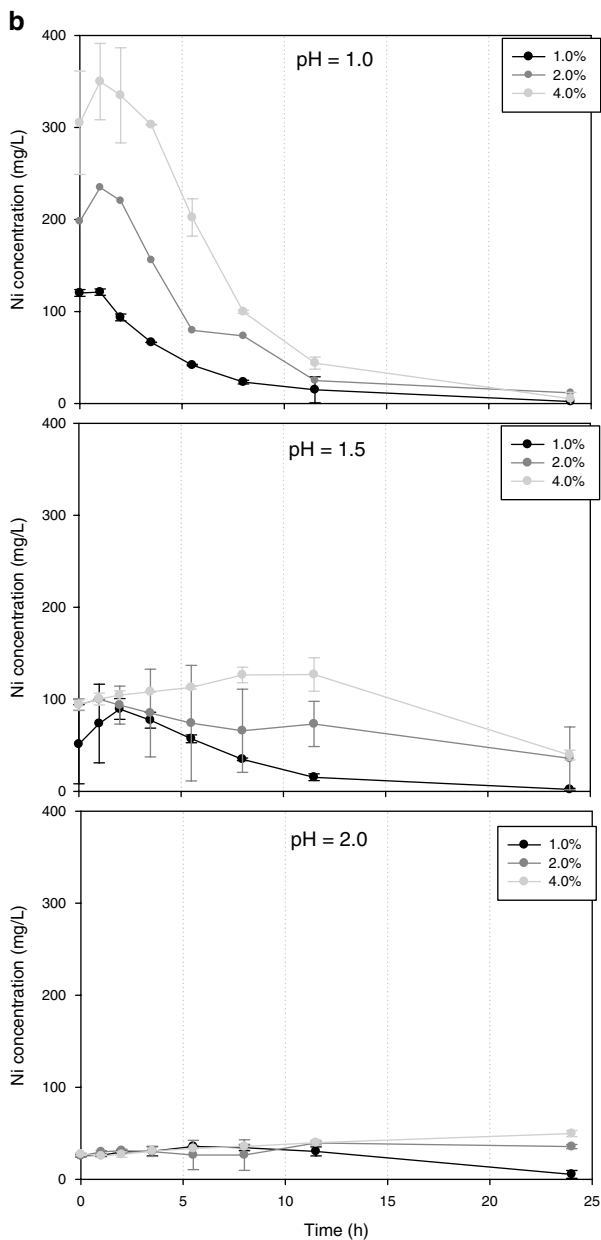 b
400
300
200
100
0
Ni concentration (mg/L)
pH = 1.0
1.0%
2.0%
4.0%
400
300
200
100
0
Ni concentration (mg/L)
pH = 1.5
1.0%
2.0%
4.0%
400
300
200
100
0
Ni concentration (mg/L)
pH = 2.0
1.0%
2.0%
4.0%
0 5 10 15 20 25
Time (h)